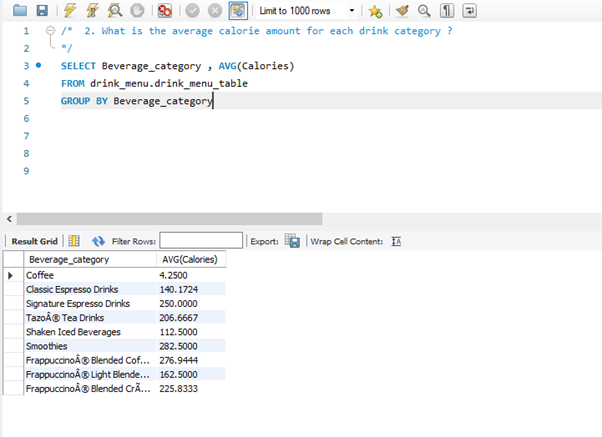 Limit to 1000 rows
1 /* 2. What is the average calorie amount for each drink category ?
2 */
3 SELECT Beverage_category , AVG(Calories)
4 FROM drink_menu.drink_menu_table
5 GROUP BY Beverage_category
6
7
8
9
Result Grid Filter Rows: Export: Wrap Cell Content:
Beverage_category AVG(Calories)
Coffee 4.2500
Classic Espresso Drinks 140.1724
Signature Espresso Drinks 250.0000
TazoÂ® Tea Drinks 206.6667
Shaken Iced Beverages 112.5000
Smoothies 282.5000
FrappuccinoÂ® Blended Cof... 276.9444
FrappuccinoÂ® Light Blende... 162.5000
FrappuccinoÂ® Blended CrÃ... 225.8333